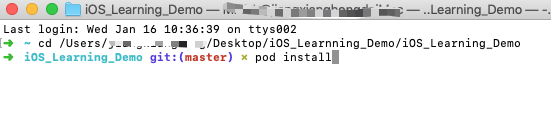 iOS_Learning_Demo — ..Learning_Demo — -...
Last login: Wed Jan 16 10:36:39 on ttys002
→ ~ cd /Users/ /Desktop/iOS_Learnning_Demo/iOS_Learning_Demo
→ iOS_Learning_Demo git:(master) × pod install